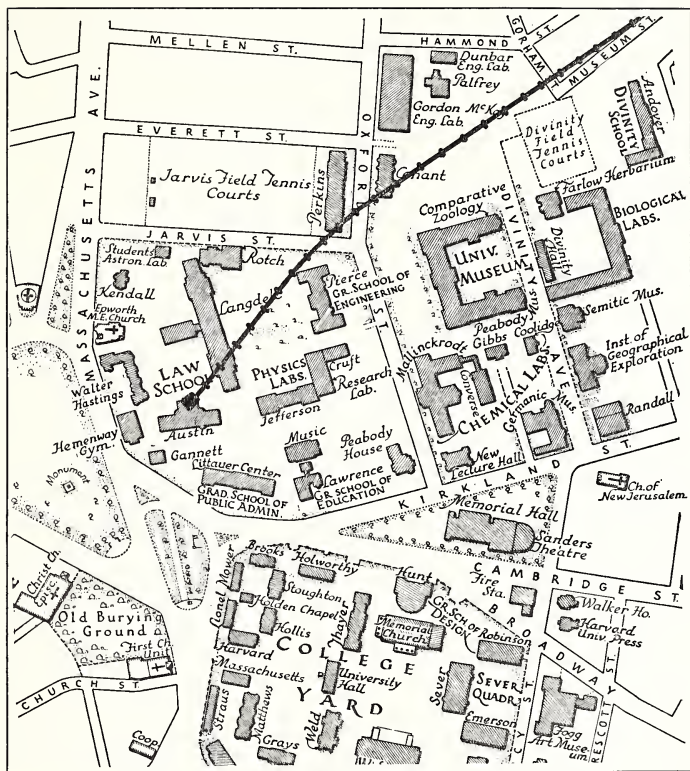 MELLEN ST.
HAMMOND ST.
GORHAM ST.
MUSEUM ST.
Dunbar
Eng. Lab.
Palfrey
Gordon McKay
Eng. Lab.
MASSACHUSETTS AVE.
OXFORD ST.
EVERETT ST.
Jarvis Field Tennis
Courts
Perkins
Conant
Divinity
Field
Tennis
Courts
DIVINITY
SCHOOL
Andover
Farlow Herbarium
BIOLOGICAL
LABS.
JARVIS ST.
Students
Astron. Lab.
Rotch
Kendall
Langdell
Pierce
GR. SCHOOL OF
ENGINEERING
Comparative
Zoology
UNIV.
MUSEUM
DIVINITY AVE.
Divinity
Hall
Peabody Mus.
Semitic Mus.
Epworth
M.E. Church
Walter
Hastings
LAW
SCHOOL
PHYSICS
LABS.
Cruft
Research
Lab.
Jefferson
Mallinckrodt
Converse
Gibbs
Coolidge
CHEMICAL LABS.
Inst. of
Geographical
Exploration
Germanic Mus.
Randall
Hemenway
Gym.
Austin
Gannett
Music
Peabody
House
Littauer Center
GRAD. SCHOOL OF
PUBLIC ADMIN.
Lawrence
GR. SCHOOL OF
EDUCATION
New
Lecture Hall
KIRKLAND ST.
Monument
Ch. of
New Jerusalem
Memorial Hall
Sanders
Theatre
CAMBRIDGE ST.
Christ Ch.
Epis'c
Old Burying
Ground
First Ch.
Unit.
CHURCH ST.
Coop.
Lionel
Mower
Brooks
Holworthy
Stoughton
Holden Chapel
Hollis
Harvard
Thayer
Hunt
GR. SCH. OF
DESIGN
Robinson
Fire
Sta.
BROADWAY
Walker Ho.
Harvard
Univ. Press
PRESCOTT ST.
Memorial
Church
COLLEGE
YARD
Massachusetts
University
Hall
Straus
Matthews
Grays
Weld
Sever
SEVER
QUADR.
Emerson
QUINCY ST.
Fogg
Art Museum